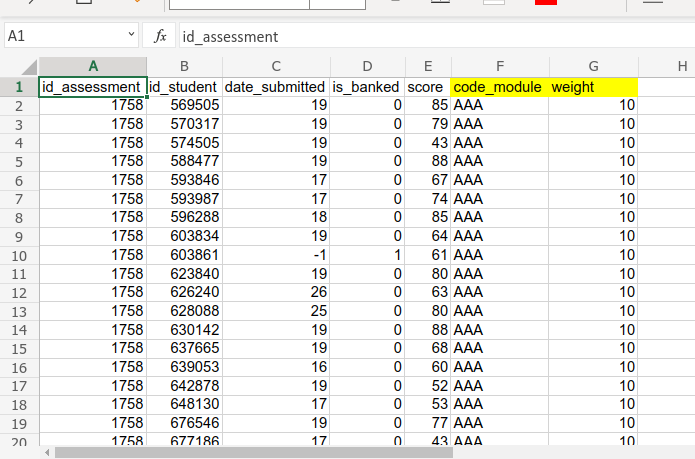 A1 fx id_assessment
A B C D E F G H
1 id_assessment id_student date_submitted is_banked score code_module weight
2 1758 569505 19 0 85 AAA 10
3 1758 570317 19 0 79 AAA 10
4 1758 574505 19 0 43 AAA 10
5 1758 588477 19 0 88 AAA 10
6 1758 593846 17 0 67 AAA 10
7 1758 593987 17 0 74 AAA 10
8 1758 596288 18 0 85 AAA 10
9 1758 603834 19 0 64 AAA 10
10 1758 603861 -1 1 61 AAA 10
11 1758 623840 19 0 80 AAA 10
12 1758 626240 26 0 63 AAA 10
13 1758 628088 25 0 80 AAA 10
14 1758 630142 19 0 88 AAA 10
15 1758 637665 19 0 68 AAA 10
16 1758 639053 16 0 60 AAA 10
17 1758 642878 19 0 52 AAA 10
18 1758 648130 17 0 53 AAA 10
19 1758 676546 19 0 77 AAA 10
20 1758 677186 17 0 43 AAA 10